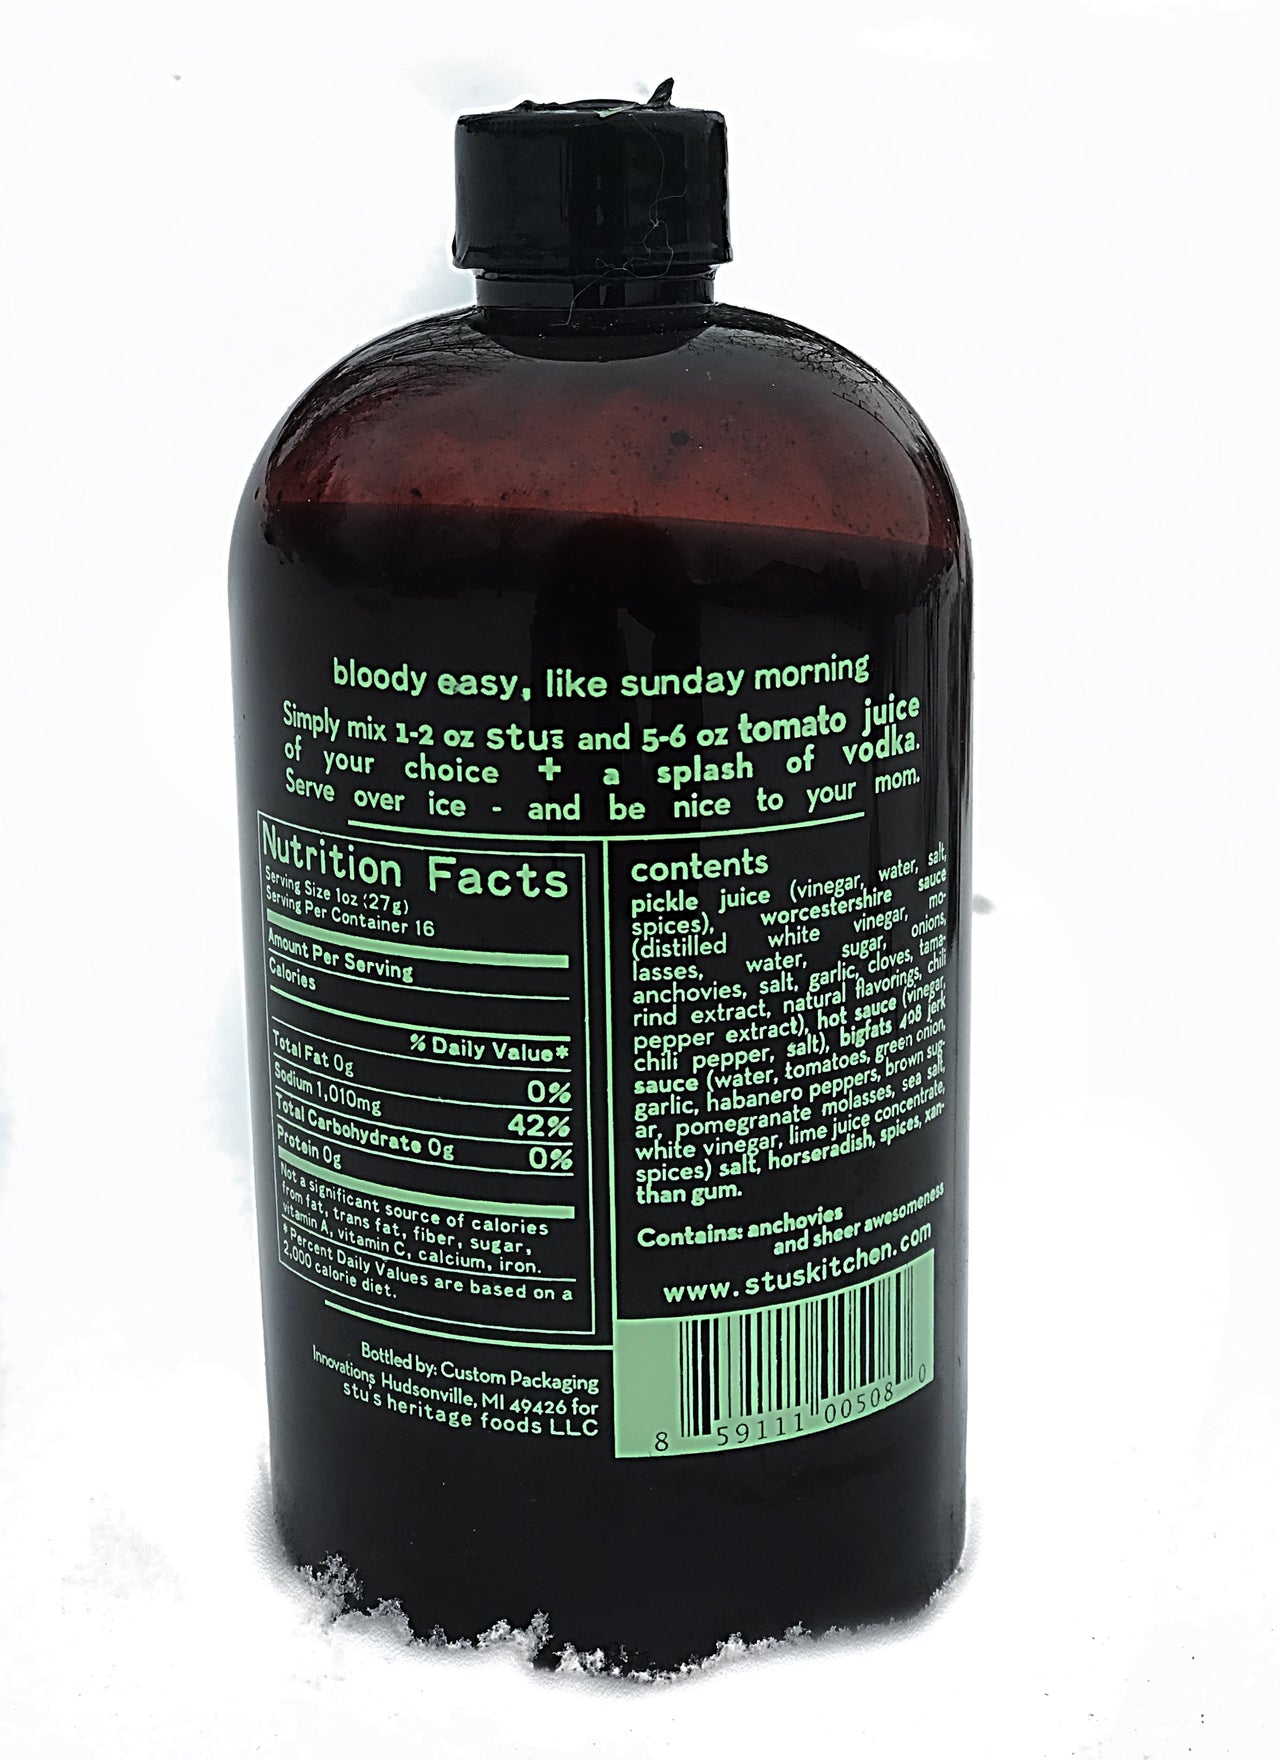 bloody easy, like sunday morning
Simply mix 1-2 oz stus and 5-6 oz tomato juice
of your choice + a splash of vodka.
Serve over ice - and be nice to your mom.
Nutrition Facts
Serving Size 1oz (27g)
Serving Per Container 16
Amount Per Serving
Calories
% Daily Value*
Total Fat 0g 0%
Sodium 1,010mg 42%
Total Carbohydrate 0g 0%
Protein 0g
Not a significant source of calories
from fat, trans fat, fiber, sugar,
vitamin A, vitamin C, calcium, iron.
*Percent Daily Values are based on a
2,000 calorie diet.
Bottled by: Custom Packaging
Innovations Hudsonville, MI 49426 for
stu's heritage foods LLC
contents
pickle juice (vinegar, water, salt,
spices), worcestershire sauce
(distilled white vinegar, mo-
lasses, water, sugar, onions,
anchovies, salt, garlic, cloves, tama-
rind extract, natural flavorings, chili
pepper extract), hot sauce (vinegar,
chili pepper, salt), bigfats 408 jerk
sauce (water, tomatoes, green onion,
garlic, habanero peppers, brown sug-
ar, pomegranate molasses, sea salt,
white vinegar, lime juice concentrate,
spices) salt, horseradish, spices, xan-
than gum.
Contains: anchovies
and sheer awesomeness
www.stuskitchen.com
8 59111 00508 0